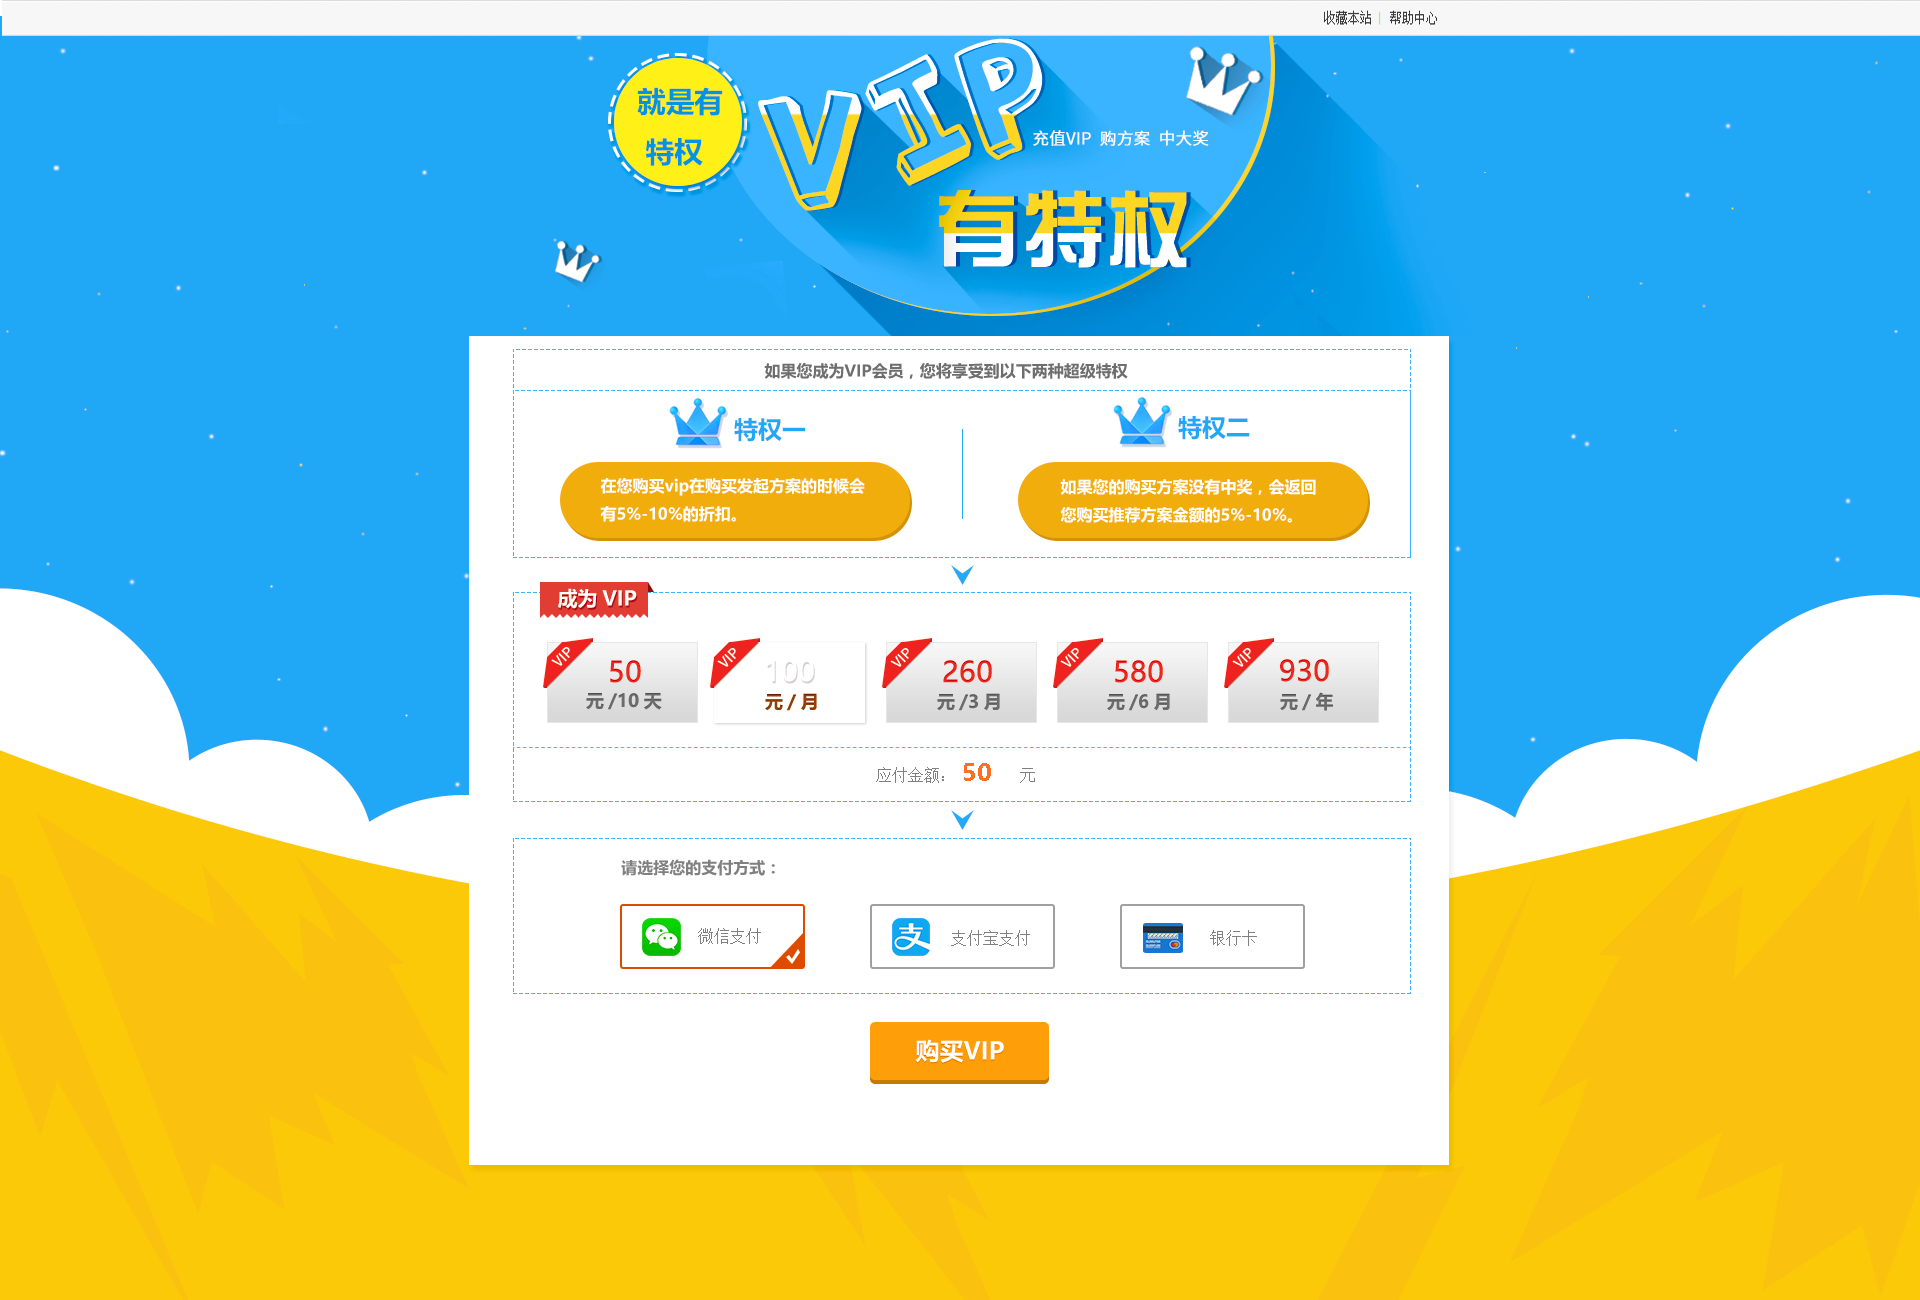 收藏本站 | 帮助中心
就是有
特权
VIP
充值VIP 购方案 中大奖
有特权
如果您成为VIP会员，您将享受到以下两种超级特权
特权一
特权二
在您购买vip在购买发起方案的时候会
有5%-10%的折扣。
如果您的购买方案没有中奖，会返回
您购买推荐方案金额的5%-10%。
成为 VIP
VIP
50
元 /10 天
VIP
100
元 / 月
VIP
260
元 /3 月
VIP
580
元 /6 月
VIP
930
元 / 年
应付金额： 50 元
请选择您的支付方式：
微信支付
支 支付宝支付
银行卡
购买VIP